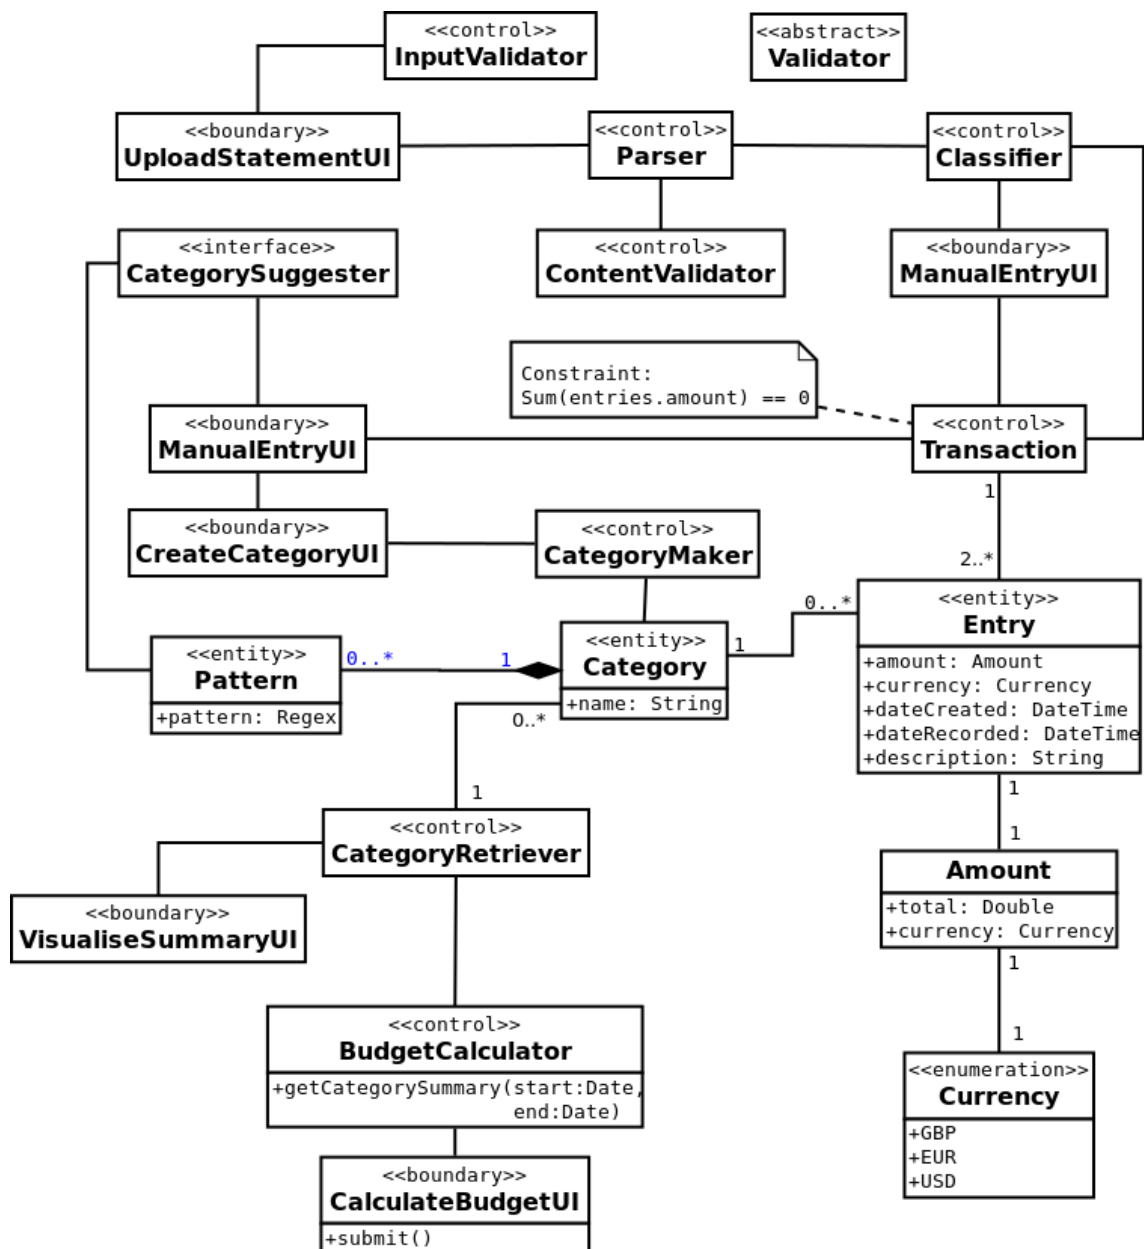 <<control>>
InputValidator
<<abstract>>
Validator
<<boundary>>
UploadStatementUI
<<control>>
Parser
<<control>>
Classifier
<<interface>>
CategorySuggester
<<control>>
ContentValidator
<<boundary>>
ManualEntryUI
Constraint:
Sum(entries.amount) == 0
<<boundary>>
ManualEntryUI
<<control>>
Transaction
1
2..*
<<boundary>>
CreateCategoryUI
<<control>>
CategoryMaker
<<entity>>
Entry
+amount: Amount
+currency: Currency
+dateCreated: DateTime
+dateRecorded: DateTime
+description: String
0..*
1
<<entity>>
Category
+name: String
1
0..*
<<entity>>
Pattern
+pattern: Regex
0..*
1
<<control>>
CategoryRetriever
1
1
Amount
+total: Double
+currency: Currency
1
1
<<boundary>>
VisualiseSummaryUI
<<control>>
BudgetCalculator
+getCategorySummary(start:Date,
end:Date)
<<enumeration>>
Currency
+GBP
+EUR
+USD
<<boundary>>
CalculateBudgetUI
+submit()